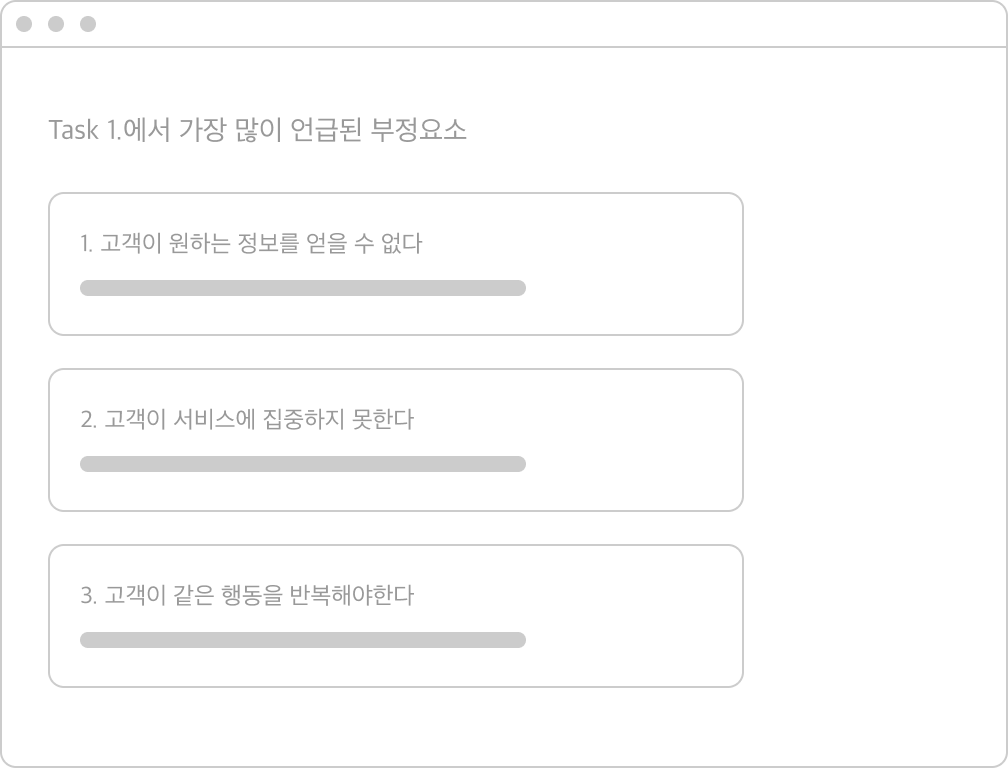 Task 1.에서 가장 많이 언급된 부정요소
1. 고객이 원하는 정보를 얻을 수 없다
2. 고객이 서비스에 집중하지 못한다
3. 고객이 같은 행동을 반복해야한다